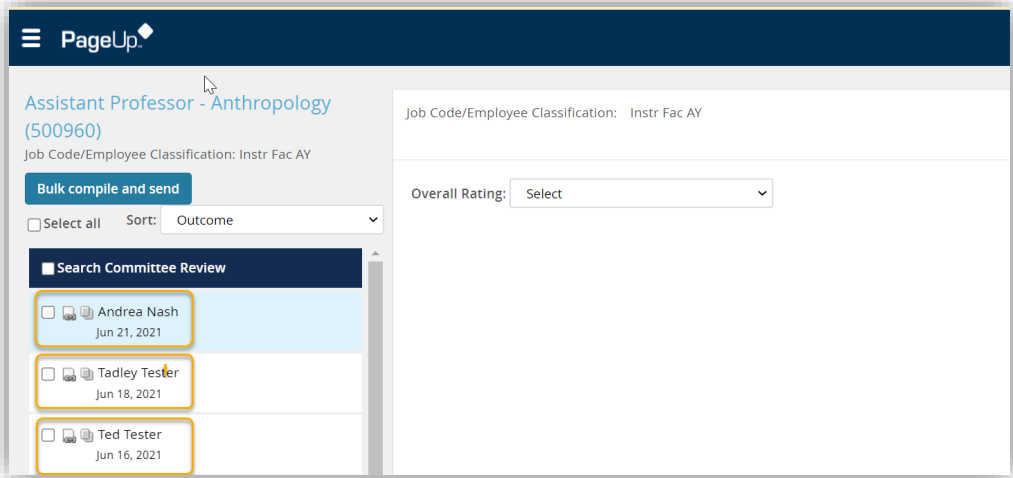 PageUp™
Assistant Professor - Anthropology
(500960)
Job Code/Employee Classification: Instr Fac AY
Bulk compile and send
Select all
Sort:
Outcome
Search Committee Review
Andrea Nash
Jun 21, 2021
Tadley Tester
Jun 18, 2021
Ted Tester
Jun 16, 2021
Job Code/Employee Classification: Instr Fac AY
Overall Rating:
Select